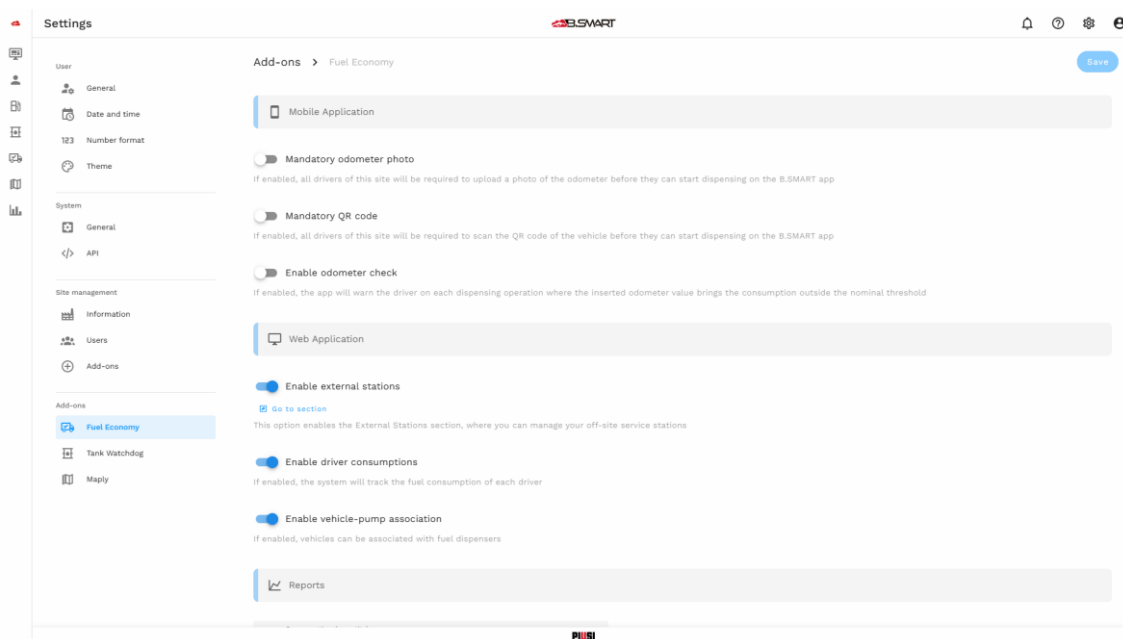 Settings
B.SMART
User
General
Date and time
123 Number format
Theme
System
General
</> API
Site management
Information
Users
Add-ons
Add-ons
Fuel Economy
Tank Watchdog
Maply
Add-ons > Fuel Economy
Save
Mobile Application
Mandatory odometer photo
If enabled, all drivers of this site will be required to upload a photo of the odometer before they can start dispensing on the B.SMART app
Mandatory QR code
If enabled, all drivers of this site will be required to scan the QR code of the vehicle before they can start dispensing on the B.SMART app
Enable odometer check
If enabled, the app will warn the driver on each dispensing operation where the inserted odometer value brings the consumption outside the nominal threshold
Web Application
Enable external stations
Go to section
This option enables the External Stations section, where you can manage your off-site service stations
Enable driver consumptions
If enabled, the system will track the fuel consumption of each driver
Enable vehicle-pump association
If enabled, vehicles can be associated with fuel dispensers
Reports
PIUSI